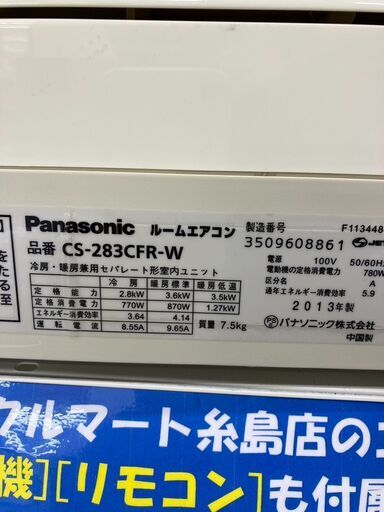 Panasonic ルームエアコン
品番 CS-283CFR-W
冷房・暖房兼用セパレート形室内ユニット
冷房 暖房標準 暖房低温
定格能力 2.8kW 3.6kW 3.5kW
定格消費電力 770W 870W 1.27kW
エネルギー消費効率 3.64 4.14
運転電流 8.55A 9.65A
質量 7.5kg
製造番号 F113448
3509608861 JET
電源 100V 50/60H
電動機の定格消費電力 780W
区分名 A
通年エネルギー消費効率 5.9
2013年製
PS パナソニック株式会社
中国製
を
たる
る
至
ウルマート糸島店の
機][リモコン]も付属